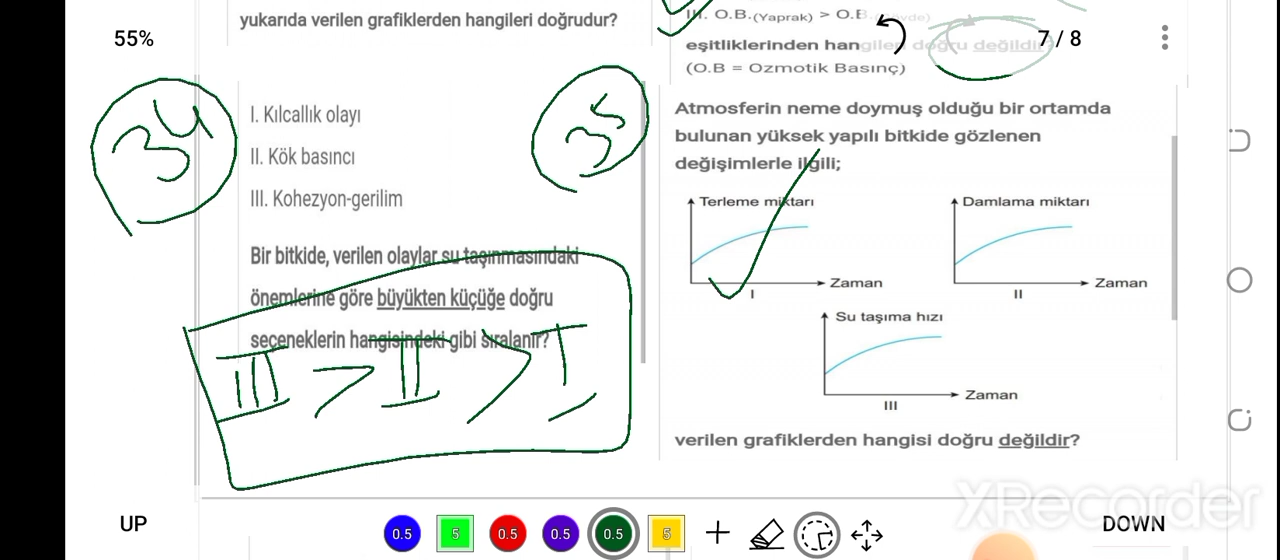 55%
yukarıda verilen grafiklerden hangileri doğrudur?
34
I. Kılcallık olayı
II. Kök basıncı
III. Kohezyon-gerilim
Bir bitkide, verilen olaylar su taşınmasındaki
önemlerine göre büyükten küçüğe doğru
seçeneklerin hangisindeki gibi sıralanır?
III > II > I
III. O.B.(Yaprak) > O.B.
7 / 8
eşitliklerinden hangileri doğru değildir
(O.B = Ozmotik Basınç)
35
Atmosferin neme doymuş olduğu bir ortamda
bulunan yüksek yapılı bitkide gözlenen
değişimlerle ilgili;
Terleme miktarı
Zaman
I
Damlama miktarı
Zaman
II
Su taşıma hızı
Zaman
III
verilen grafiklerden hangisi doğru değildir?
XRecorder
UP
0.5
5
0.5
0.5
0.5
5
DOWN